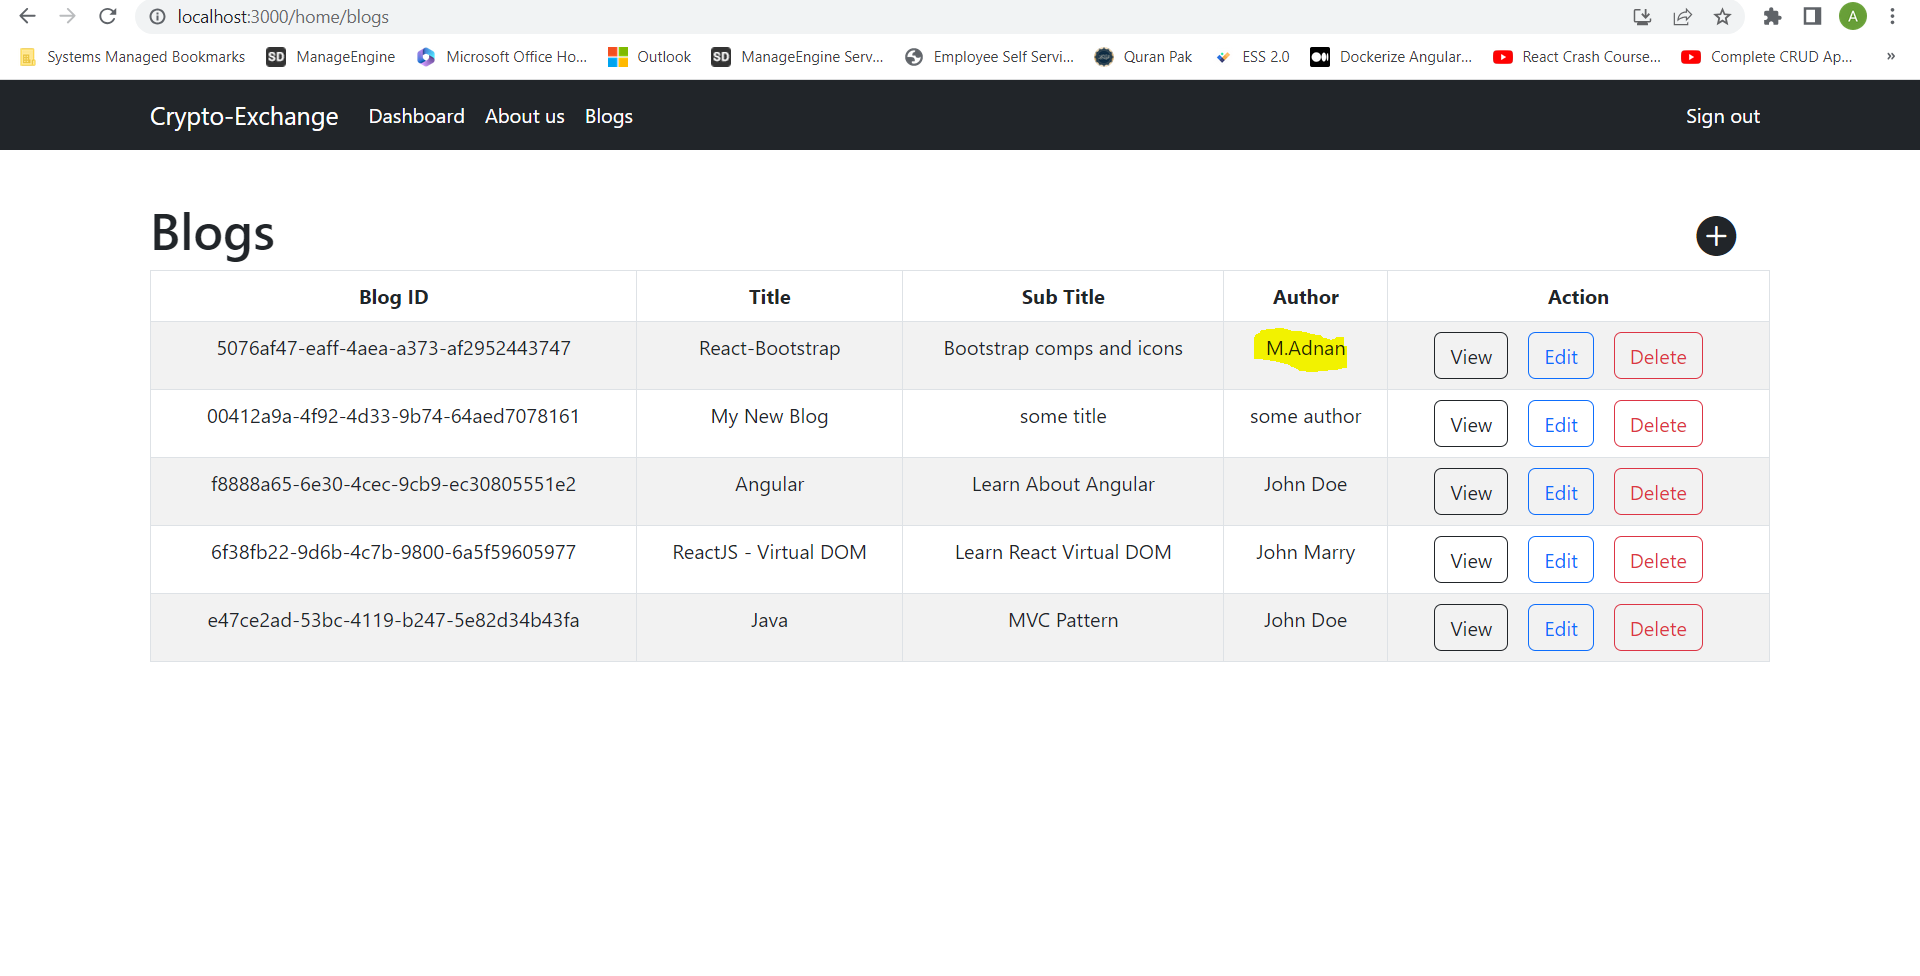 localhost:3000/home/blogs A
Systems Managed Bookmarks SD ManageEngine Microsoft Office Ho... Outlook SD ManageEngine Serv... Employee Self Servi... Quran Pak ESS 2.0 Dockerize Angular... React Crash Course... Complete CRUD Ap... »
Crypto-Exchange Dashboard About us Blogs Sign out
Blogs
Blog ID Title Sub Title Author Action
5076af47-eaff-4aea-a373-af2952443747 React-Bootstrap Bootstrap comps and icons M.Adnan View Edit Delete
00412a9a-4f92-4d33-9b74-64aed7078161 My New Blog some title some author View Edit Delete
f8888a65-6e30-4cec-9cb9-ec30805551e2 Angular Learn About Angular John Doe View Edit Delete
6f38fb22-9d6b-4c7b-9800-6a5f59605977 ReactJS - Virtual DOM Learn React Virtual DOM John Marry View Edit Delete
e47ce2ad-53bc-4119-b247-5e82d34b43fa Java MVC Pattern John Doe View Edit Delete